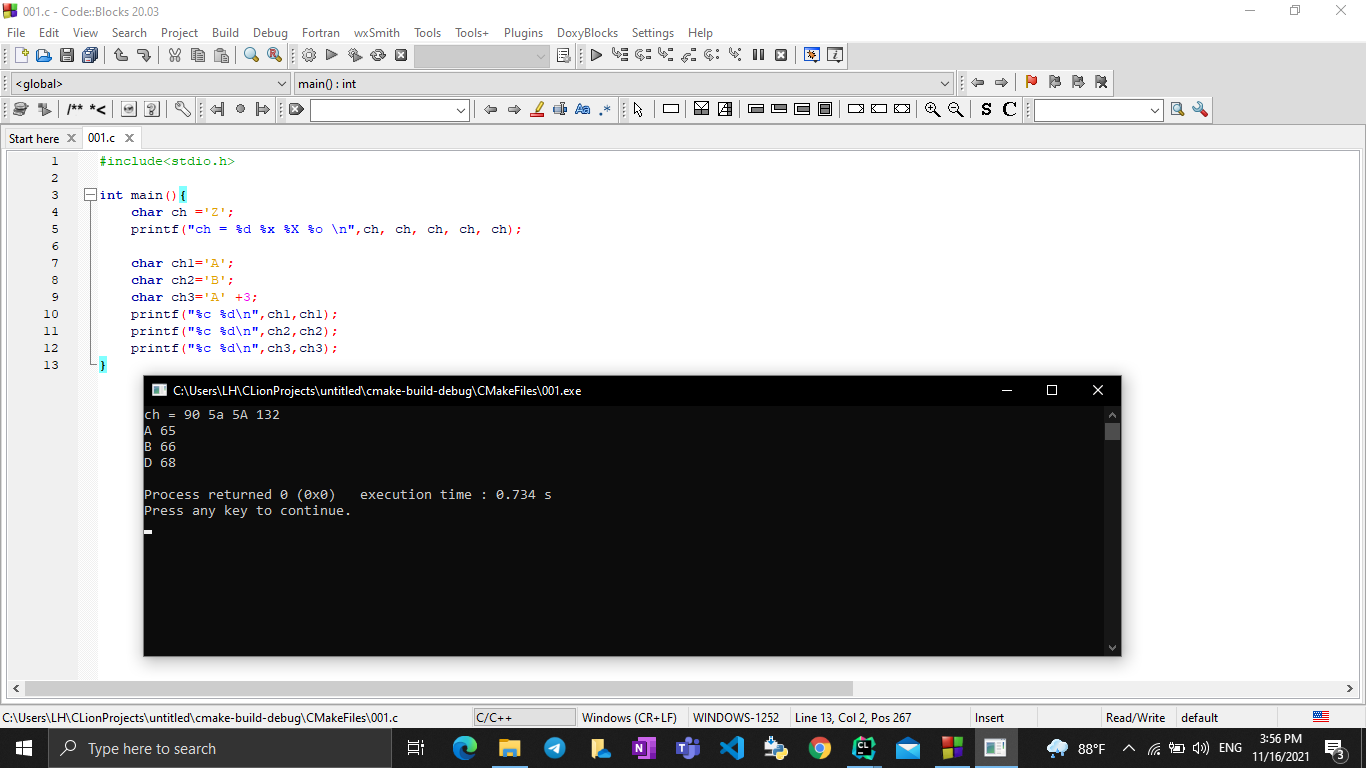 001.c - Code::Blocks 20.03
File Edit View Search Project Build Debug Fortran wxSmith Tools Tools+ Plugins DoxyBlocks Settings Help
<global> main() : int
/** *< Aa .* S C
Start here 001.c
1 #include<stdio.h>
2
3 int main(){
4 char ch ='Z';
5 printf("ch = %d %x %X %o \n",ch, ch, ch, ch, ch);
6
7 char ch1='A';
8 char ch2='B';
9 char ch3='A' +3;
10 printf("%c %d\n",ch1,ch1);
11 printf("%c %d\n",ch2,ch2);
12 printf("%c %d\n",ch3,ch3);
13 }
C:\Users\LH\CLionProjects\untitled\cmake-build-debug\CMakeFiles\001.exe
ch = 90 5a 5A 132
A 65
B 66
D 68
Process returned 0 (0x0) execution time : 0.734 s
Press any key to continue.
C:\Users\LH\CLionProjects\untitled\cmake-build-debug\CMakeFiles\001.c C/C++ Windows (CR+LF) WINDOWS-1252 Line 13, Col 2, Pos 267 Insert Read/Write default
Type here to search 88°F ENG 3:56 PM
11/16/2021 3